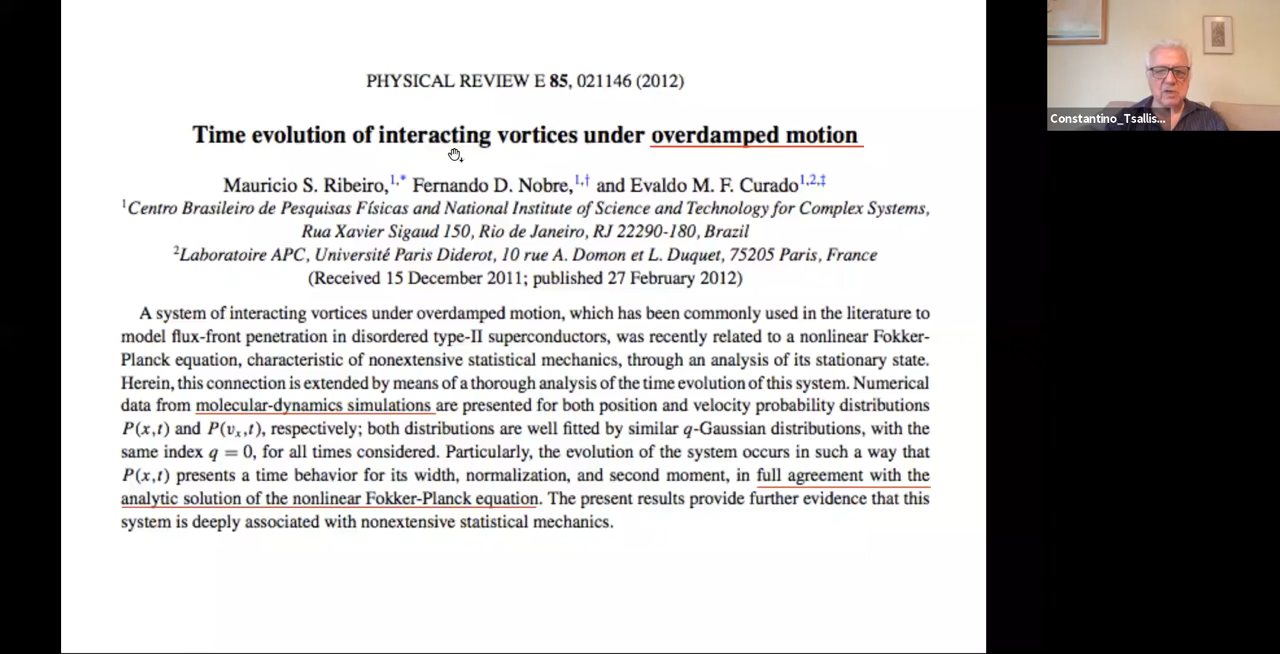 PHYSICAL REVIEW E 85, 021146 (2012)
Time evolution of interacting vortices under overdamped motion
Mauricio S. Ribeiro,1,* Fernando D. Nobre,1,† and Evaldo M. F. Curado1,2,‡
1Centro Brasileiro de Pesquisas Físicas and National Institute of Science and Technology for Complex Systems,
Rua Xavier Sigaud 150, Rio de Janeiro, RJ 22290-180, Brazil
2Laboratoire APC, Université Paris Diderot, 10 rue A. Domon et L. Duquet, 75205 Paris, France
(Received 15 December 2011; published 27 February 2012)
A system of interacting vortices under overdamped motion, which has been commonly used in the literature to
model flux-front penetration in disordered type-II superconductors, was recently related to a nonlinear Fokker-
Planck equation, characteristic of nonextensive statistical mechanics, through an analysis of its stationary state.
Herein, this connection is extended by means of a thorough analysis of the time evolution of this system. Numerical
data from molecular-dynamics simulations are presented for both position and velocity probability distributions
P(x,t) and P(vx,t), respectively; both distributions are well fitted by similar q-Gaussian distributions, with the
same index q = 0, for all times considered. Particularly, the evolution of the system occurs in such a way that
P(x,t) presents a time behavior for its width, normalization, and second moment, in full agreement with the
analytic solution of the nonlinear Fokker-Planck equation. The present results provide further evidence that this
system is deeply associated with nonextensive statistical mechanics.
Constantino_Tsallis...